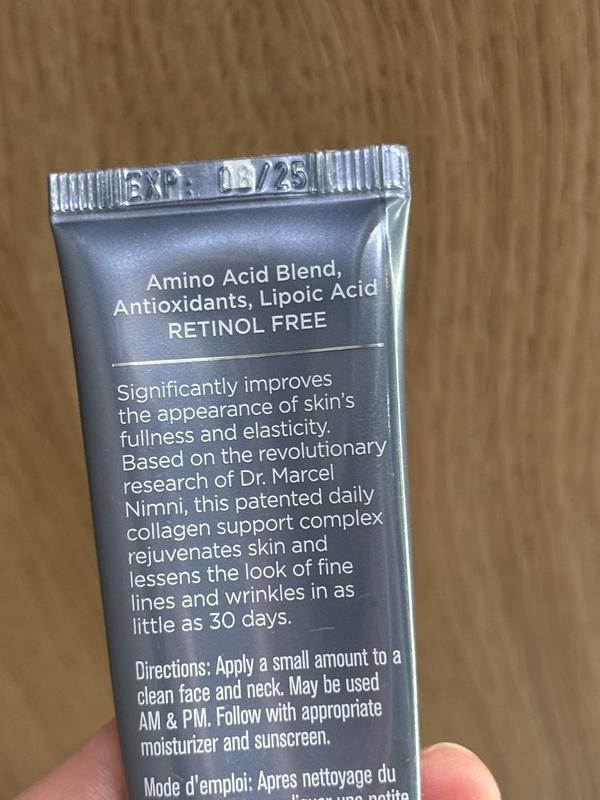 EXP: 08/25
Amino Acid Blend,
Antioxidants, Lipoic Acid
RETINOL FREE
Significantly improves
the appearance of skin's
fullness and elasticity.
Based on the revolutionary
research of Dr. Marcel
Nimni, this patented daily
collagen support complex
rejuvenates skin and
lessens the look of fine
lines and wrinkles in as
little as 30 days.
Directions: Apply a small amount to a
clean face and neck. May be used
AM & PM. Follow with appropriate
moisturizer and sunscreen.
Mode d'emploi: Apres nettoyage du
une petite